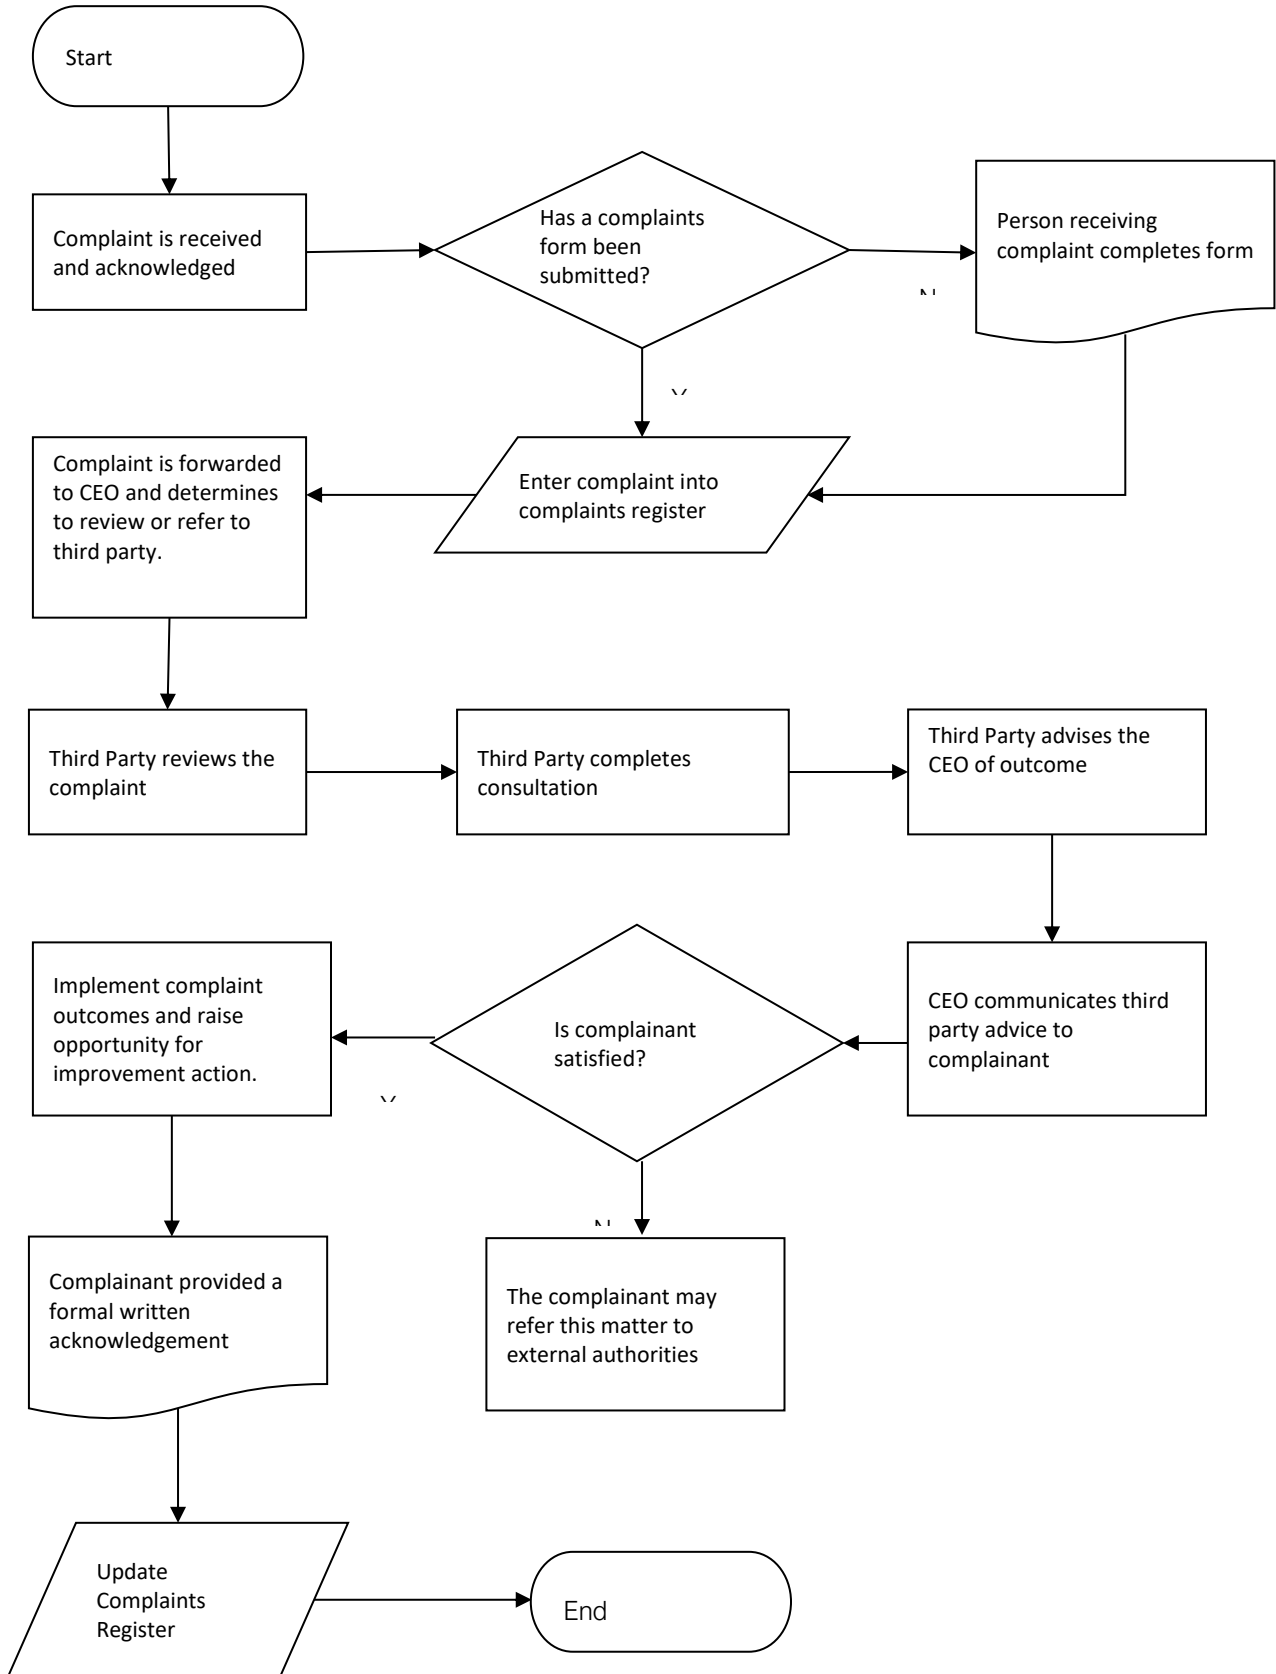 Start
Complaint is received
and acknowledged
Has a complaints
form been
submitted?
Person receiving
complaint completes form
Complaint is forwarded
to CEO and determines
to review or refer to
third party.
Enter complaint into
complaints register
Third Party reviews the
complaint
Third Party completes
consultation
Third Party advises the
CEO of outcome
Implement complaint
outcomes and raise
opportunity for
improvement action.
Is complainant
satisfied?
CEO communicates third
party advice to
complainant
Complainant provided a
formal written
acknowledgement
The complainant may
refer this matter to
external authorities
Update
Complaints
Register
End